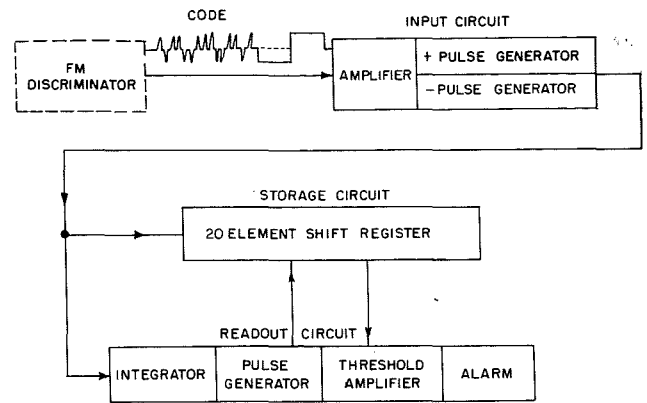 CODE
INPUT CIRCUIT
FM
DISCRIMINATOR
AMPLIFIER
+ PULSE GENERATOR
- PULSE GENERATOR
STORAGE CIRCUIT
20 ELEMENT SHIFT REGISTER
READOUT CIRCUIT
INTEGRATOR
PULSE
GENERATOR
THRESHOLD
AMPLIFIER
ALARM